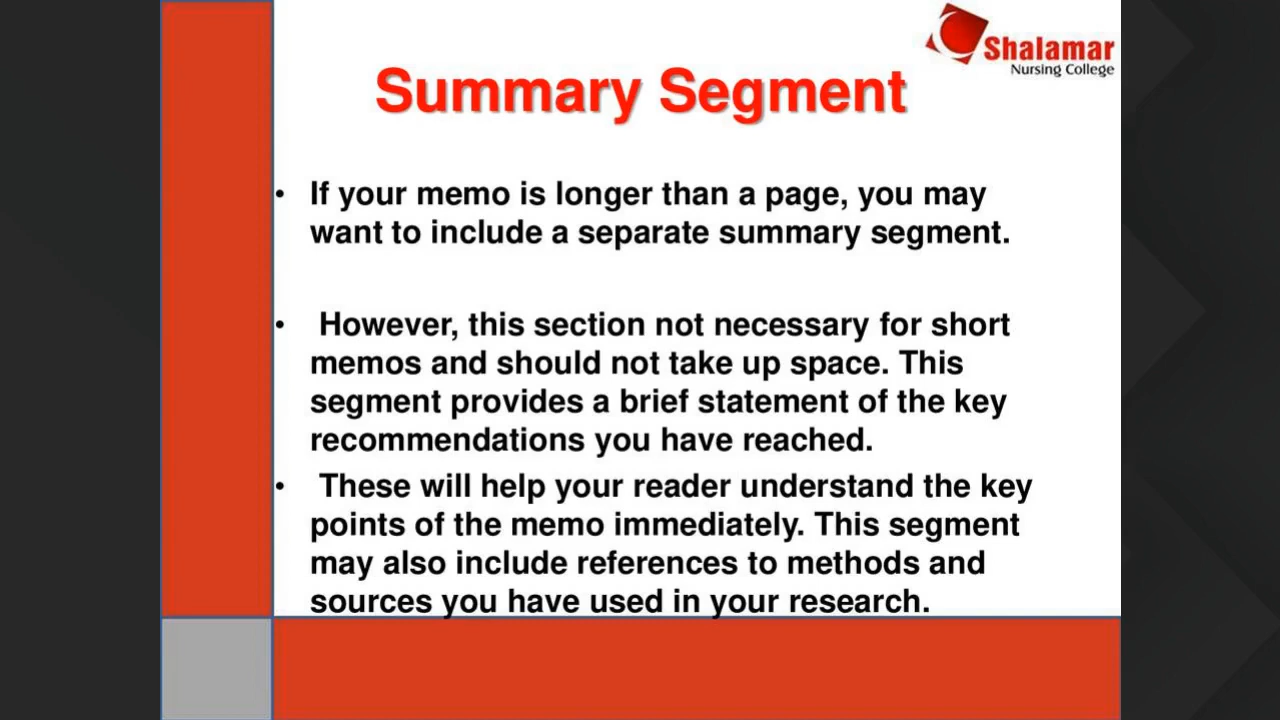 Shalamar
Nursing College
Summary Segment
• If your memo is longer than a page, you may
want to include a separate summary segment.
• However, this section not necessary for short
memos and should not take up space. This
segment provides a brief statement of the key
recommendations you have reached.
• These will help your reader understand the key
points of the memo immediately. This segment
may also include references to methods and
sources you have used in your research.